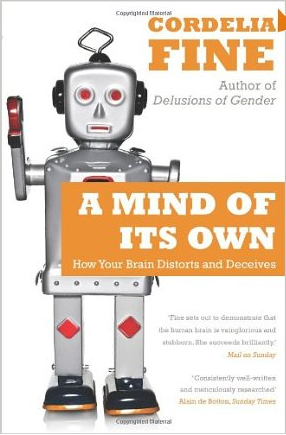 CORDELIA
FINE
Author of
Delusions of Gender
A MIND OF
ITS OWN
How Your Brain Distorts and Deceives
'Fine sets out to demonstrate that
the human brain is vainglorious and
stubborn. She succeeds brilliantly.'
Mail on Sunday
'Consistently well-written
and meticulously researched'
Alain de Botton, Sunday Times